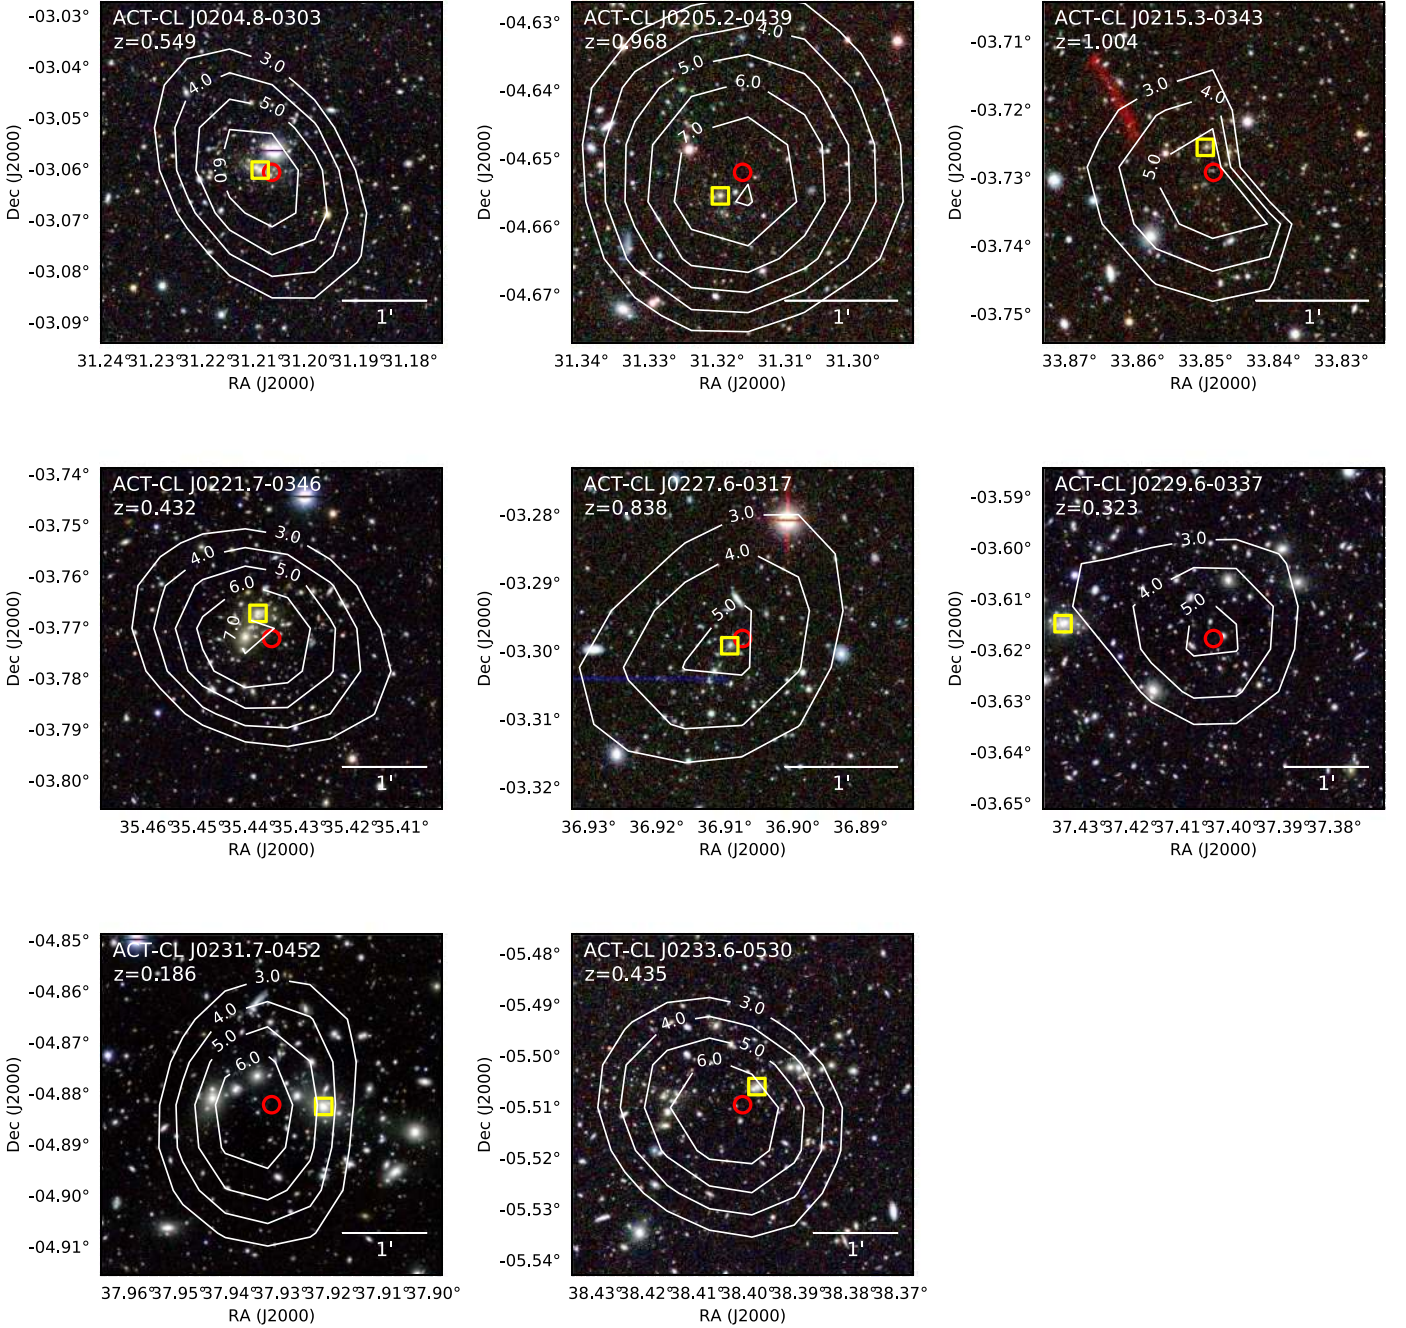 ACT-CL J0204.8-0303
z=0.549
3.0
4.0
5.0
6.0
1'
-03.03°
-03.04°
-03.05°
-03.06°
-03.07°
-03.08°
-03.09°
Dec (J2000)
31.24°31.23°31.22°31.21°31.20°31.19°31.18°
RA (J2000)
ACT-CL J0205.2-0439
z=0.968
4.0
5.0
6.0
7.0
1'
-04.63°
-04.64°
-04.65°
-04.66°
-04.67°
Dec (J2000)
31.34° 31.33° 31.32° 31.31° 31.30°
RA (J2000)
ACT-CL J0215.3-0343
z=1.004
3.0
4.0
5.0
1'
-03.71°
-03.72°
-03.73°
-03.74°
-03.75°
Dec (J2000)
33.87° 33.86° 33.85° 33.84° 33.83°
RA (J2000)
ACT-CL J0221.7-0346
z=0.432
3.0
4.0
5.0
6.0
7.0
1'
-03.74°
-03.75°
-03.76°
-03.77°
-03.78°
-03.79°
-03.80°
Dec (J2000)
35.46°35.45°35.44°35.43°35.42°35.41°
RA (J2000)
ACT-CL J0227.6-0317
z=0.838
3.0
4.0
5.0
1'
-03.28°
-03.29°
-03.30°
-03.31°
-03.32°
Dec (J2000)
36.93° 36.92° 36.91° 36.90° 36.89°
RA (J2000)
ACT-CL J0229.6-0337
z=0.323
3.0
4.0
5.0
1'
-03.59°
-03.60°
-03.61°
-03.62°
-03.63°
-03.64°
-03.65°
Dec (J2000)
37.43°37.42°37.41°37.40°37.39°37.38°
RA (J2000)
ACT-CL J0231.7-0452
z=0.186
3.0
4.0
5.0
6.0
1'
-04.85°
-04.86°
-04.87°
-04.88°
-04.89°
-04.90°
-04.91°
Dec (J2000)
37.96°37.95°37.94°37.93°37.92°37.91°37.90°
RA (J2000)
ACT-CL J0233.6-0530
z=0.435
3.0
4.0
5.0
6.0
1'
-05.48°
-05.49°
-05.50°
-05.51°
-05.52°
-05.53°
-05.54°
Dec (J2000)
38.43°38.42°38.41°38.40°38.39°38.38°38.37°
RA (J2000)